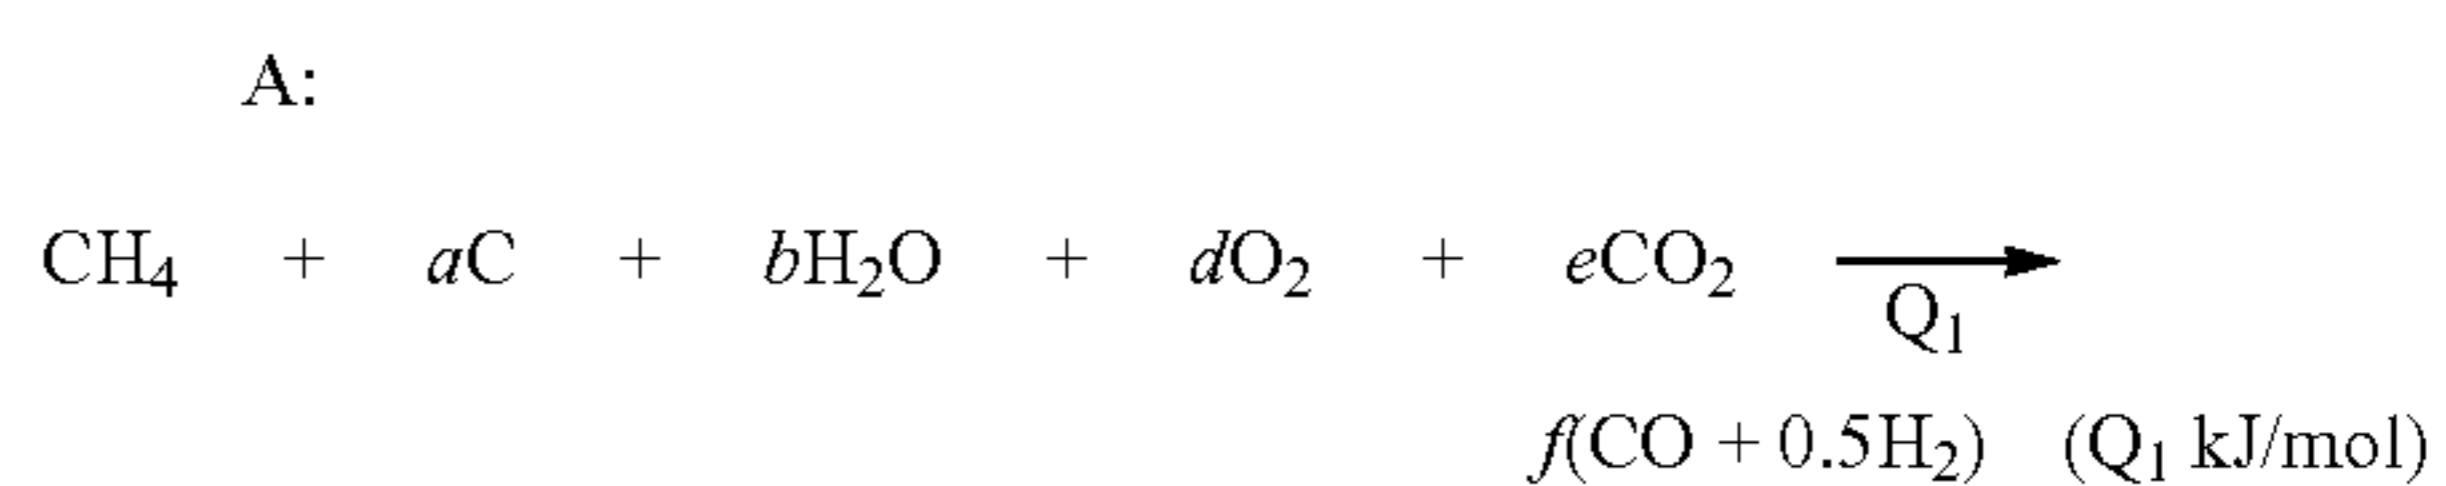 A:
CH₄ + aC + bH₂O + dO₂ + eCO₂ ⟶
Q₁
f(CO + 0.5H₂) (Q₁ kJ/mol)